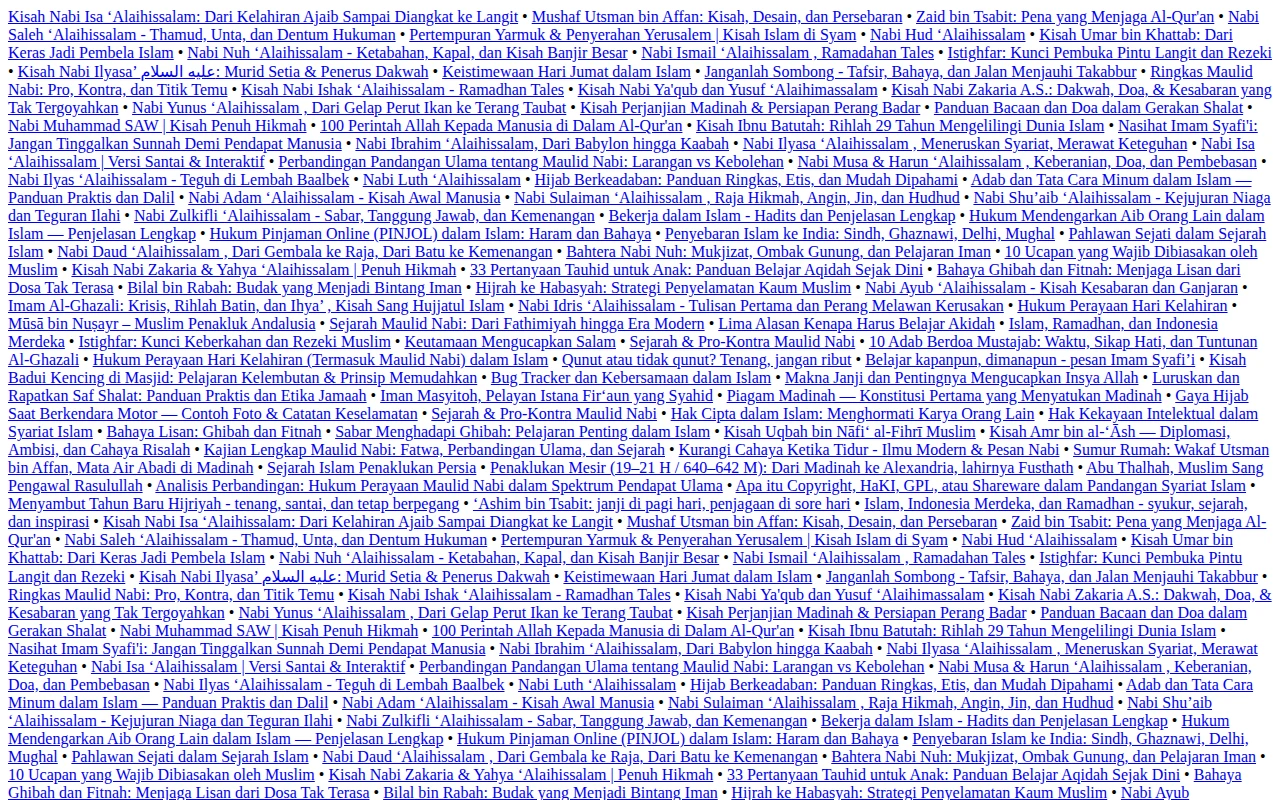 Kisah Nabi Isa ‘Alaihissalam: Dari Kelahiran Ajaib Sampai Diangkat ke Langit • Mushaf Utsman bin Affan: Kisah, Desain, dan Persebaran • Zaid bin Tsabit: Pena yang Menjaga Al-Qur'an • Nabi
Saleh ‘Alaihissalam - Thamud, Unta, dan Dentum Hukuman • Pertempuran Yarmuk & Penyerahan Yerusalem | Kisah Islam di Syam • Nabi Hud ‘Alaihissalam • Kisah Umar bin Khattab: Dari
Keras Jadi Pembela Islam • Nabi Nuh ‘Alaihissalam - Ketabahan, Kapal, dan Kisah Banjir Besar • Nabi Ismail ‘Alaihissalam , Ramadahan Tales • Istighfar: Kunci Pembuka Pintu Langit dan Rezeki
• Kisah Nabi Ilyasa’ عليه السلام: Murid Setia & Penerus Dakwah • Keistimewaan Hari Jumat dalam Islam • Janganlah Sombong - Tafsir, Bahaya, dan Jalan Menjauhi Takabbur • Ringkas Maulid
Nabi: Pro, Kontra, dan Titik Temu • Kisah Nabi Ishak ‘Alaihissalam - Ramadhan Tales • Kisah Nabi Ya'qub dan Yusuf ‘Alaihimassalam • Kisah Nabi Zakaria A.S.: Dakwah, Doa, & Kesabaran yang
Tak Tergoyahkan • Nabi Yunus ‘Alaihissalam , Dari Gelap Perut Ikan ke Terang Taubat • Kisah Perjanjian Madinah & Persiapan Perang Badar • Panduan Bacaan dan Doa dalam Gerakan Shalat •
Nabi Muhammad SAW | Kisah Penuh Hikmah • 100 Perintah Allah Kepada Manusia di Dalam Al-Qur'an • Kisah Ibnu Batutah: Rihlah 29 Tahun Mengelilingi Dunia Islam • Nasihat Imam Syafi'i:
Jangan Tinggalkan Sunnah Demi Pendapat Manusia • Nabi Ibrahim ‘Alaihissalam, Dari Babylon hingga Kaabah • Nabi Ilyasa ‘Alaihissalam , Meneruskan Syariat, Merawat Keteguhan • Nabi Isa
‘Alaihissalam | Versi Santai & Interaktif • Perbandingan Pandangan Ulama tentang Maulid Nabi: Larangan vs Kebolehan • Nabi Musa & Harun ‘Alaihissalam , Keberanian, Doa, dan Pembebasan •
Nabi Ilyas ‘Alaihissalam - Teguh di Lembah Baalbek • Nabi Luth ‘Alaihissalam • Hijab Berkeadaban: Panduan Ringkas, Etis, dan Mudah Dipahami • Adab dan Tata Cara Minum dalam Islam —
Panduan Praktis dan Dalil • Nabi Adam ‘Alaihissalam - Kisah Awal Manusia • Nabi Sulaiman ‘Alaihissalam , Raja Hikmah, Angin, Jin, dan Hudhud • Nabi Shu’aib ‘Alaihissalam - Kejujuran Niaga
dan Teguran Ilahi • Nabi Zulkifli ‘Alaihissalam - Sabar, Tanggung Jawab, dan Kemenangan • Bekerja dalam Islam - Hadits dan Penjelasan Lengkap • Hukum Mendengarkan Aib Orang Lain dalam
Islam — Penjelasan Lengkap • Hukum Pinjaman Online (PINJOL) dalam Islam: Haram dan Bahaya • Penyebaran Islam ke India: Sindh, Ghaznawi, Delhi, Mughal • Pahlawan Sejati dalam Sejarah
Islam • Nabi Daud ‘Alaihissalam , Dari Gembala ke Raja, Dari Batu ke Kemenangan • Bahtera Nabi Nuh: Mukjizat, Ombak Gunung, dan Pelajaran Iman • 10 Ucapan yang Wajib Dibiasakan oleh
Muslim • Kisah Nabi Zakaria & Yahya ‘Alaihissalam | Penuh Hikmah • 33 Pertanyaan Tauhid untuk Anak: Panduan Belajar Aqidah Sejak Dini • Bahaya Ghibah dan Fitnah: Menjaga Lisan dari
Dosa Tak Terasa • Bilal bin Rabah: Budak yang Menjadi Bintang Iman • Hijrah ke Habasyah: Strategi Penyelamatan Kaum Muslim • Nabi Ayub ‘Alaihissalam - Kisah Kesabaran dan Ganjaran •
Imam Al-Ghazali: Krisis, Rihlah Batin, dan Ihya’ , Kisah Sang Hujjatul Islam • Nabi Idris ‘Alaihissalam - Tulisan Pertama dan Perang Melawan Kerusakan • Hukum Perayaan Hari Kelahiran •
Mūsā bin Nuṣayr – Muslim Penakluk Andalusia • Sejarah Maulid Nabi: Dari Fathimiyah hingga Era Modern • Lima Alasan Kenapa Harus Belajar Akidah • Islam, Ramadhan, dan Indonesia
Merdeka • Istighfar: Kunci Keberkahan dan Rezeki Muslim • Keutamaan Mengucapkan Salam • Sejarah & Pro-Kontra Maulid Nabi • 10 Adab Berdoa Mustajab: Waktu, Sikap Hati, dan Tuntunan
Al-Ghazali • Hukum Perayaan Hari Kelahiran (Termasuk Maulid Nabi) dalam Islam • Qunut atau tidak qunut? Tenang, jangan ribut • Belajar kapanpun, dimanapun - pesan Imam Syafi’i • Kisah
Badui Kencing di Masjid: Pelajaran Kelembutan & Prinsip Memudahkan • Bug Tracker dan Kebersamaan dalam Islam • Makna Janji dan Pentingnya Mengucapkan Insya Allah • Luruskan dan
Rapatkan Saf Shalat: Panduan Praktis dan Etika Jamaah • Iman Masyitoh, Pelayan Istana Fir‘aun yang Syahid • Piagam Madinah — Konstitusi Pertama yang Menyatukan Madinah • Gaya Hijab
Saat Berkendara Motor — Contoh Foto & Catatan Keselamatan • Sejarah & Pro-Kontra Maulid Nabi • Hak Cipta dalam Islam: Menghormati Karya Orang Lain • Hak Kekayaan Intelektual dalam
Syariat Islam • Bahaya Lisan: Ghibah dan Fitnah • Sabar Menghadapi Ghibah: Pelajaran Penting dalam Islam • Kisah Uqbah bin Nāfi‘ al-Fihrī Muslim • Kisah Amr bin al-‘Āsh — Diplomasi,
Ambisi, dan Cahaya Risalah • Kajian Lengkap Maulid Nabi: Fatwa, Perbandingan Ulama, dan Sejarah • Kurangi Cahaya Ketika Tidur - Ilmu Modern & Pesan Nabi • Sumur Rumah: Wakaf Utsman
bin Affan, Mata Air Abadi di Madinah • Sejarah Islam Penaklukan Persia • Penaklukan Mesir (19–21 H / 640–642 M): Dari Madinah ke Alexandria, lahirnya Fusthath • Abu Thalhah, Muslim Sang
Pengawal Rasulullah • Analisis Perbandingan: Hukum Perayaan Maulid Nabi dalam Spektrum Pendapat Ulama • Apa itu Copyright, HaKI, GPL, atau Shareware dalam Pandangan Syariat Islam •
Menyambut Tahun Baru Hijriyah - tenang, santai, dan tetap berpegang • ‘Ashim bin Tsabit: janji di pagi hari, penjagaan di sore hari • Islam, Indonesia Merdeka, dan Ramadhan - syukur, sejarah,
dan inspirasi • Kisah Nabi Isa ‘Alaihissalam: Dari Kelahiran Ajaib Sampai Diangkat ke Langit • Mushaf Utsman bin Affan: Kisah, Desain, dan Persebaran • Zaid bin Tsabit: Pena yang Menjaga Al-
Qur'an • Nabi Saleh ‘Alaihissalam - Thamud, Unta, dan Dentum Hukuman • Pertempuran Yarmuk & Penyerahan Yerusalem | Kisah Islam di Syam • Nabi Hud ‘Alaihissalam • Kisah Umar bin
Khattab: Dari Keras Jadi Pembela Islam • Nabi Nuh ‘Alaihissalam - Ketabahan, Kapal, dan Kisah Banjir Besar • Nabi Ismail ‘Alaihissalam , Ramadahan Tales • Istighfar: Kunci Pembuka Pintu
Langit dan Rezeki • Kisah Nabi Ilyasa’ عليه السلام: Murid Setia & Penerus Dakwah • Keistimewaan Hari Jumat dalam Islam • Janganlah Sombong - Tafsir, Bahaya, dan Jalan Menjauhi Takabbur •
Ringkas Maulid Nabi: Pro, Kontra, dan Titik Temu • Kisah Nabi Ishak ‘Alaihissalam - Ramadhan Tales • Kisah Nabi Ya'qub dan Yusuf ‘Alaihimassalam • Kisah Nabi Zakaria A.S.: Dakwah, Doa, &
Kesabaran yang Tak Tergoyahkan • Nabi Yunus ‘Alaihissalam , Dari Gelap Perut Ikan ke Terang Taubat • Kisah Perjanjian Madinah & Persiapan Perang Badar • Panduan Bacaan dan Doa dalam
Gerakan Shalat • Nabi Muhammad SAW | Kisah Penuh Hikmah • 100 Perintah Allah Kepada Manusia di Dalam Al-Qur'an • Kisah Ibnu Batutah: Rihlah 29 Tahun Mengelilingi Dunia Islam •
Nasihat Imam Syafi'i: Jangan Tinggalkan Sunnah Demi Pendapat Manusia • Nabi Ibrahim ‘Alaihissalam, Dari Babylon hingga Kaabah • Nabi Ilyasa ‘Alaihissalam , Meneruskan Syariat, Merawat
Keteguhan • Nabi Isa ‘Alaihissalam | Versi Santai & Interaktif • Perbandingan Pandangan Ulama tentang Maulid Nabi: Larangan vs Kebolehan • Nabi Musa & Harun ‘Alaihissalam , Keberanian,
Doa, dan Pembebasan • Nabi Ilyas ‘Alaihissalam - Teguh di Lembah Baalbek • Nabi Luth ‘Alaihissalam • Hijab Berkeadaban: Panduan Ringkas, Etis, dan Mudah Dipahami • Adab dan Tata Cara
Minum dalam Islam — Panduan Praktis dan Dalil • Nabi Adam ‘Alaihissalam - Kisah Awal Manusia • Nabi Sulaiman ‘Alaihissalam , Raja Hikmah, Angin, Jin, dan Hudhud • Nabi Shu’aib
‘Alaihissalam - Kejujuran Niaga dan Teguran Ilahi • Nabi Zulkifli ‘Alaihissalam - Sabar, Tanggung Jawab, dan Kemenangan • Bekerja dalam Islam - Hadits dan Penjelasan Lengkap • Hukum
Mendengarkan Aib Orang Lain dalam Islam — Penjelasan Lengkap • Hukum Pinjaman Online (PINJOL) dalam Islam: Haram dan Bahaya • Penyebaran Islam ke India: Sindh, Ghaznawi, Delhi,
Mughal • Pahlawan Sejati dalam Sejarah Islam • Nabi Daud ‘Alaihissalam , Dari Gembala ke Raja, Dari Batu ke Kemenangan • Bahtera Nabi Nuh: Mukjizat, Ombak Gunung, dan Pelajaran Iman •
10 Ucapan yang Wajib Dibiasakan oleh Muslim • Kisah Nabi Zakaria & Yahya ‘Alaihissalam | Penuh Hikmah • 33 Pertanyaan Tauhid untuk Anak: Panduan Belajar Aqidah Sejak Dini • Bahaya
Ghibah dan Fitnah: Menjaga Lisan dari Dosa Tak Terasa • Bilal bin Rabah: Budak yang Menjadi Bintang Iman • Hijrah ke Habasyah: Strategi Penyelamatan Kaum Muslim • Nabi Ayub